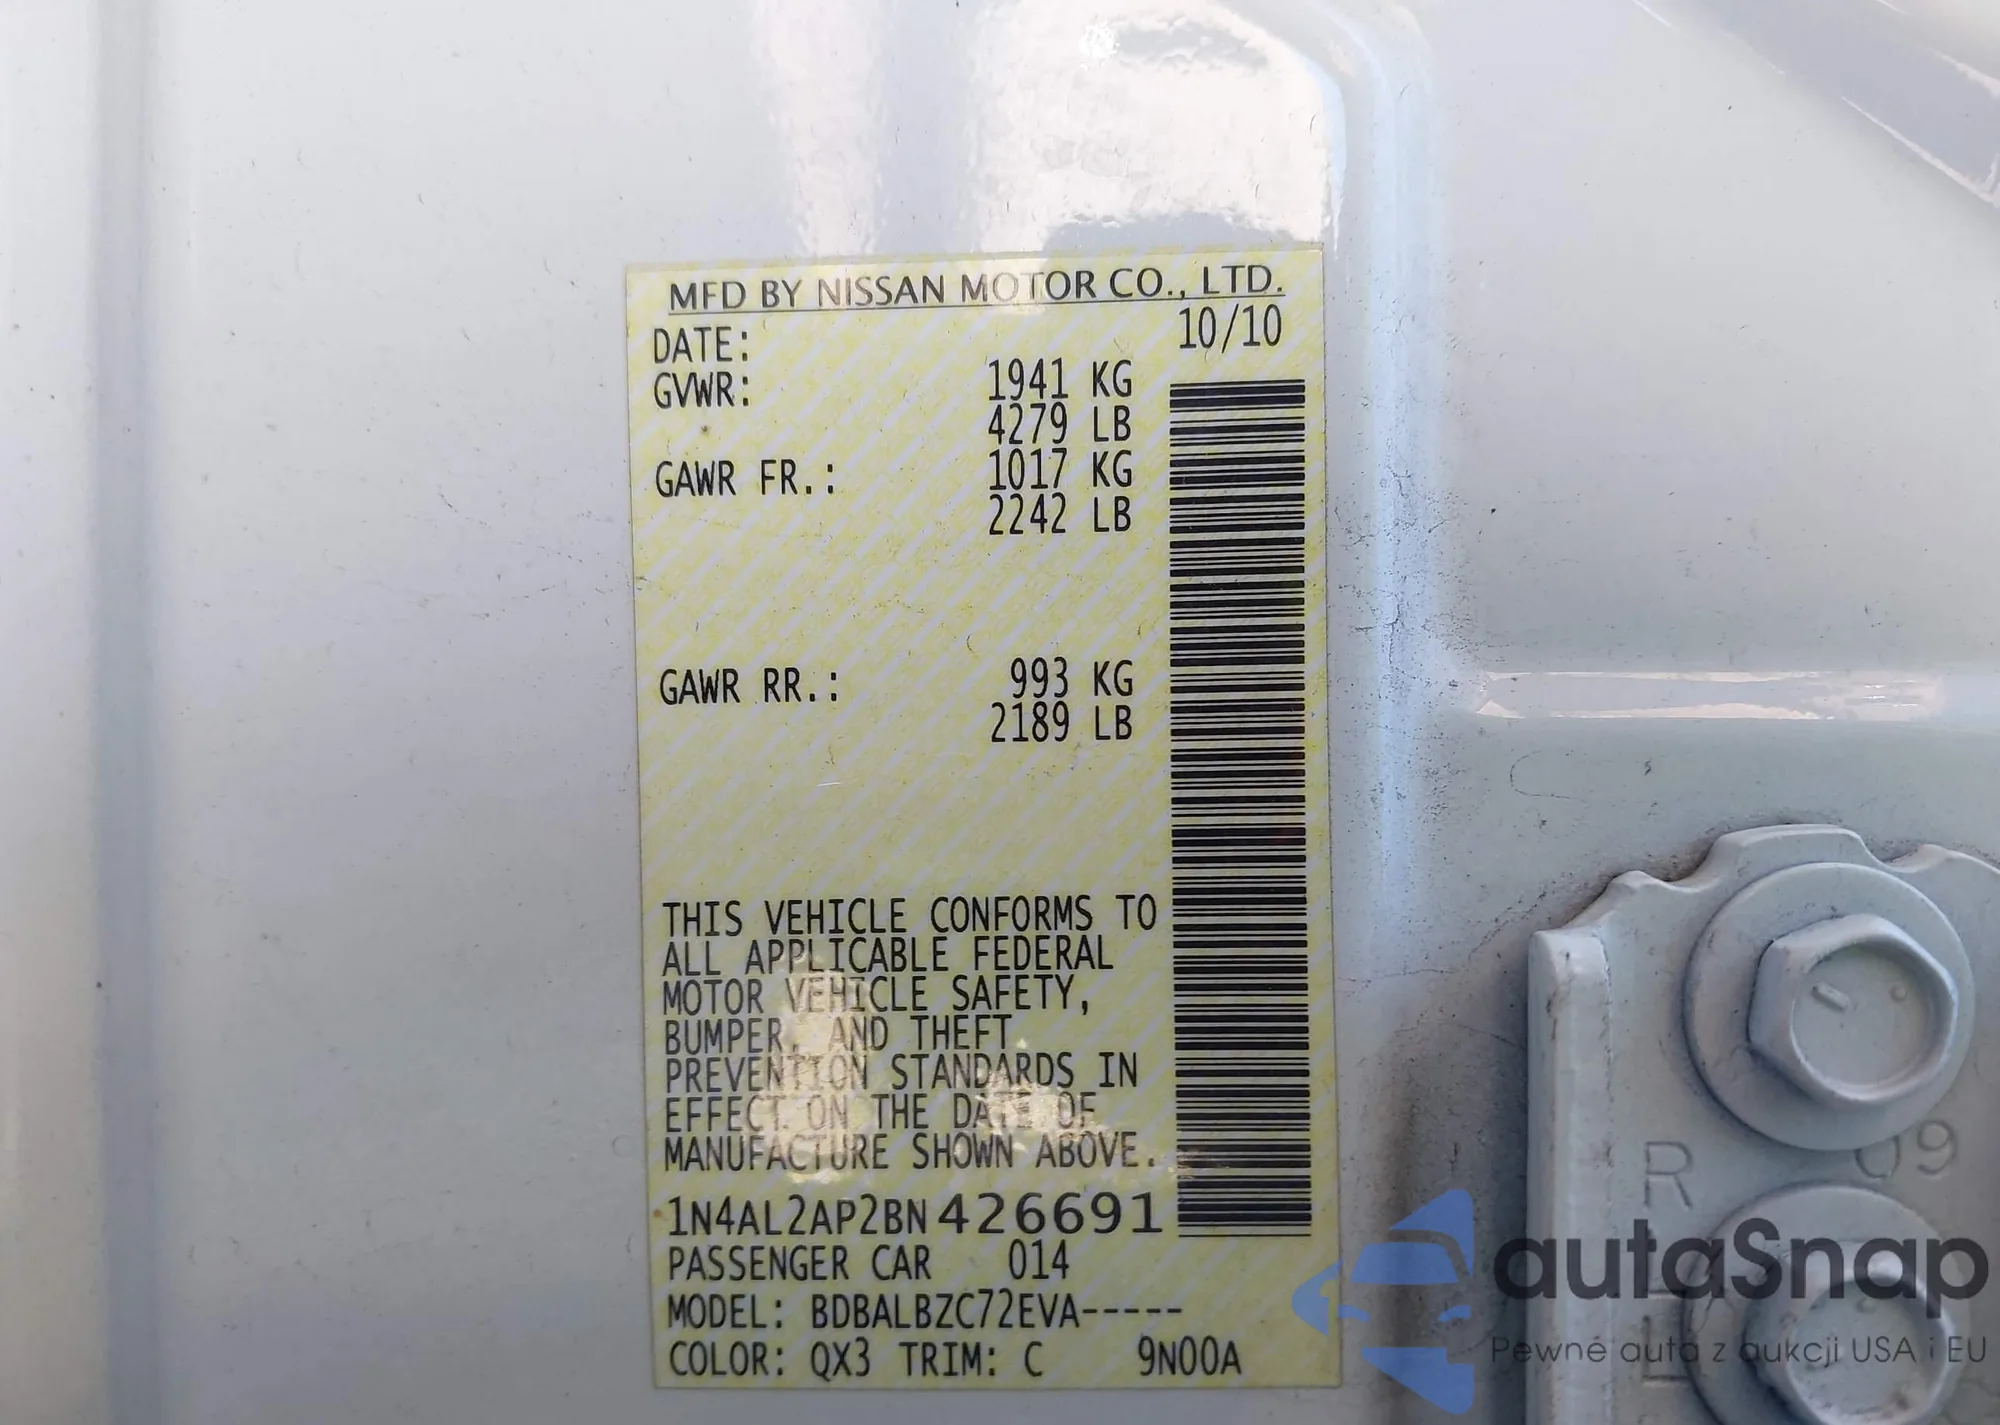 MFD BY NISSAN MOTOR CO., LTD.
DATE: 10/10
GVWR: 1941 KG
4279 LB
GAWR FR.: 1017 KG
2242 LB
GAWR RR.: 993 KG
2189 LB
THIS VEHICLE CONFORMS TO
ALL APPLICABLE FEDERAL
MOTOR VEHICLE SAFETY,
BUMPER, AND THEFT
PREVENTION STANDARDS IN
EFFECT ON THE DATE OF
MANUFACTURE SHOWN ABOVE.
1N4AL2AP2BN426691
PASSENGER CAR 014
MODEL: BDBALBZC72EVA-----
COLOR: QX3 TRIM: C 9N00A
R 09
autaSnap
Pewne auta z aukcji USA i EU